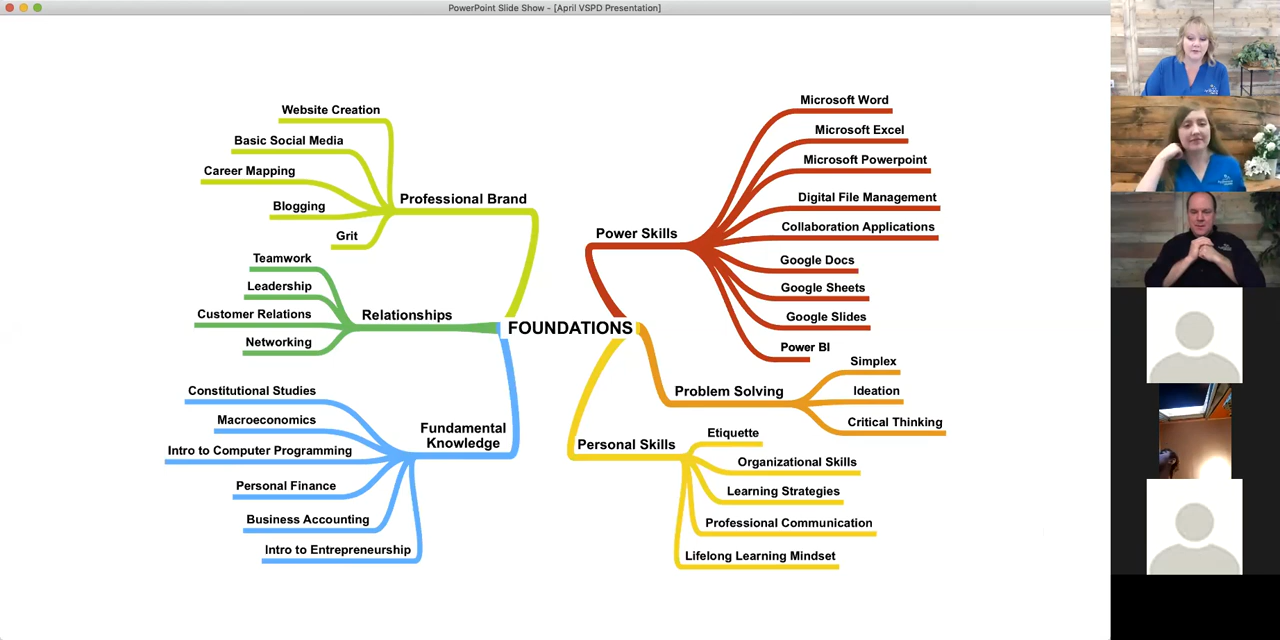 PowerPoint Slide Show - [April VSPD Presentation]
Website Creation
Basic Social Media
Career Mapping
Blogging
Grit
Professional Brand
Teamwork
Leadership
Customer Relations
Networking
Relationships
Constitutional Studies
Macroeconomics
Intro to Computer Programming
Personal Finance
Business Accounting
Intro to Entrepreneurship
Fundamental
Knowledge
FOUNDATIONS
Power Skills
Microsoft Word
Microsoft Excel
Microsoft Powerpoint
Digital File Management
Collaboration Applications
Google Docs
Google Sheets
Google Slides
Power BI
Problem Solving
Simplex
Ideation
Critical Thinking
Personal Skills
Etiquette
Organizational Skills
Learning Strategies
Professional Communication
Lifelong Learning Mindset